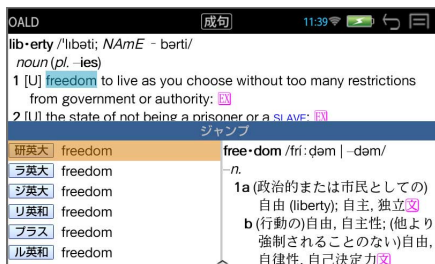 OALD 成句 11:39
lib·erty /ˈlɪbəti; NAmE -bərti/
noun (pl. -ies)
1 [U] freedom to live as you choose without too many restrictions
from government or authority: EX
2 [U] the state of not being a prisoner or a SLAVE: EX
ジャンプ
研英大 freedom
ラ英大 freedom
ジ英大 freedom
リ英和 freedom
プラス freedom
ル英和 freedom
free·dom /fríːdəm | –dəm/
–n.
1a (政治的または市民としての)
自由 (liberty); 自主, 独立文
b (行動の)自由, 自主性; (他より
強制されることのない)自由,
自律性, 自己決定力文